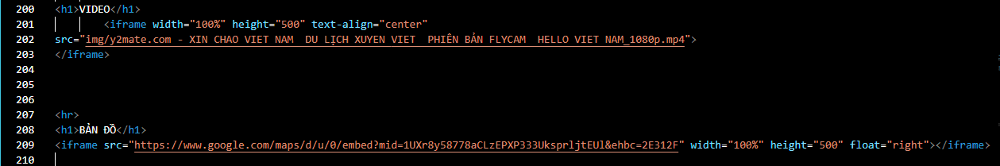 200 <h1>VIDEO</h1>
201 <iframe width="100%" height="500" text-align="center"
202 src="img/y2mate.com - XIN CHAO VIET NAM  DU LỊCH XUYEN VIET  PHIÊN BẢN FLYCAM  HELLO VIET NAM_1080p.mp4">
203 </iframe>
204
205
206
207 <hr>
208 <h1>BẢN ĐỒ</h1>
209 <iframe src="https://www.google.com/maps/d/u/0/embed?mid=1UXr8y58778aCLzEPXP333UksprljtEUl&ehbc=2E312F" width="100%" height="500" float="right"></iframe>
210